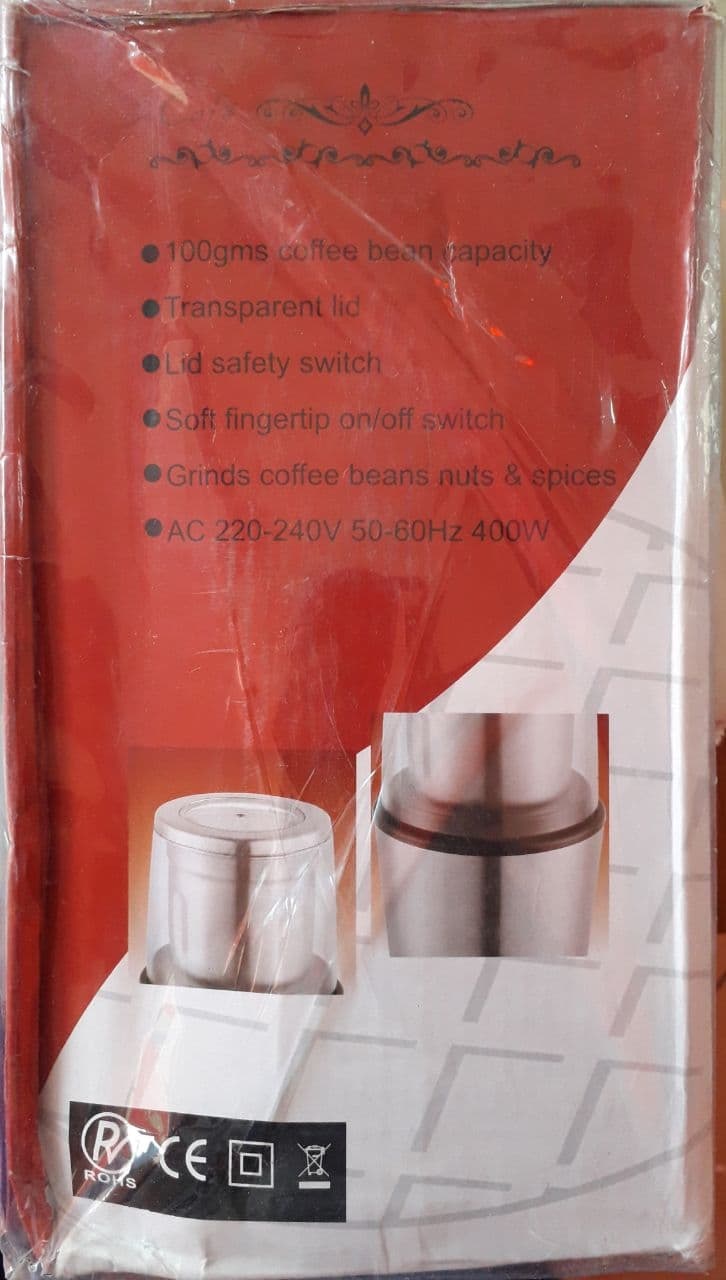 ● 100gms coffee bean capacity
● Transparent lid
● Lid safety switch
● Soft fingertip on/off switch
● Grinds coffee beans nuts & spices
● AC 220-240V 50-60Hz 400W
R
ROHS
CE